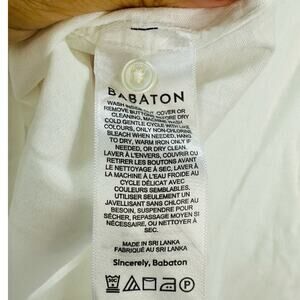 BABATON
WASH INSIDE OUT, COVER OR
REMOVE BUTTONS BEFORE DRY
CLEANING, MACHINE WASH
COLD GENTLE CYCLE WITH LIKE
COLOURS, ONLY NON-CHLORINE
BLEACH WHEN NEEDED, HANG
TO DRY, WARM IRON ONLY IF
NEEDED, OR DRY CLEAN.
LAVER À L'ENVERS, COUVRIR OU
RETIRER LES BOUTONS AVANT
LE NETTOYAGE À SEC, LAVER À
LA MACHINE À L'EAU FROIDE AU
CYCLE DÉLICAT AVEC
COULEURS SEMBLABLES,
UTILISER SEULEMENT UN
JAVELLISANT SANS CHLORE AU
BESOIN, SUSPENDRE POUR
SÉCHER, REPASSAGE MOYEN SI
NÉCESSAIRE, OU NETTOYER À
SEC.
MADE IN SRI LANKA
FABRIQUÉ AU SRI LANKA
Sincerely, Babaton